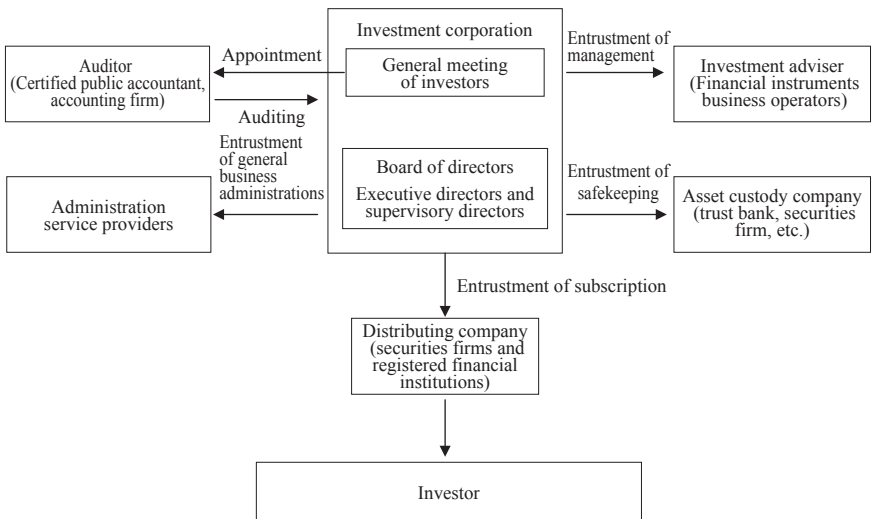 Investment corporation
General meeting
of investors
Board of directors
Executive directors and
supervisory directors
Appointment
Auditor
(Certified public accountant,
accounting firm)
Auditing
Entrustment
of general
business
administrations
Administration
service providers
Entrustment of
management
Investment adviser
(Financial instruments
business operators)
Entrustment of
safekeeping
Asset custody company
(trust bank, securities
firm, etc.)
Entrustment of subscription
Distributing company
(securities firms and
registered financial
institutions)
Investor